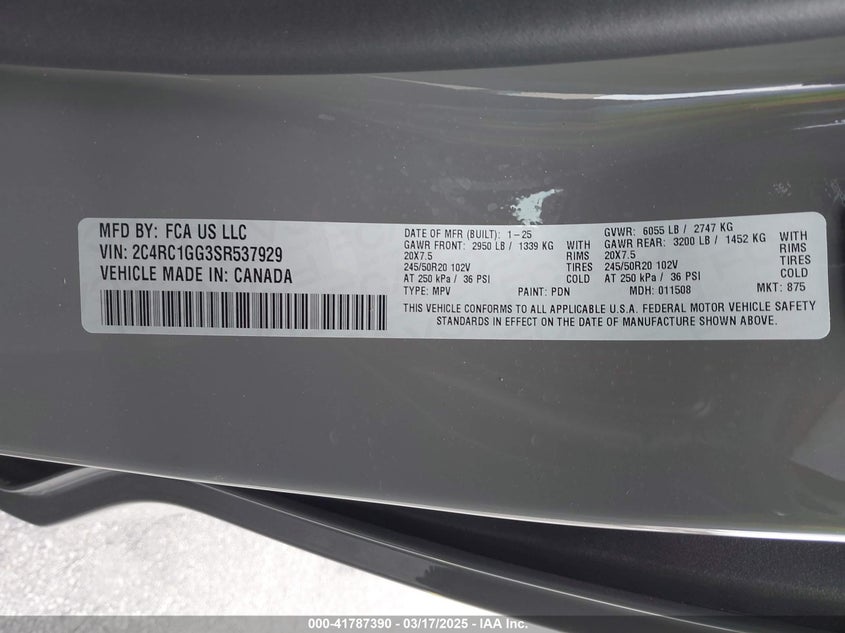 MFD BY: FCA US LLC
VIN: 2C4RC1GG3SR537929
VEHICLE MADE IN: CANADA
DATE OF MFR (BUILT): 1-25
GAWR FRONT: 2950 LB / 1339 KG WITH
20X7.5 RIMS
245/50R20 102V TIRES
AT 250 kPa / 36 PSI COLD
GVWR: 6055 LB / 2747 KG
GAWR REAR: 3200 LB / 1452 KG WITH
20X7.5 RIMS
245/50R20 102V TIRES
AT 250 kPa / 36 PSI COLD
TYPE: MPV PAINT: PDN MDH: 011508 MKT: 875
THIS VEHICLE CONFORMS TO ALL APPLICABLE U.S.A. FEDERAL MOTOR VEHICLE SAFETY
STANDARDS IN EFFECT ON THE DATE OF MANUFACTURE SHOWN ABOVE.
000-41787390 - 03/17/2025 - IAA Inc.